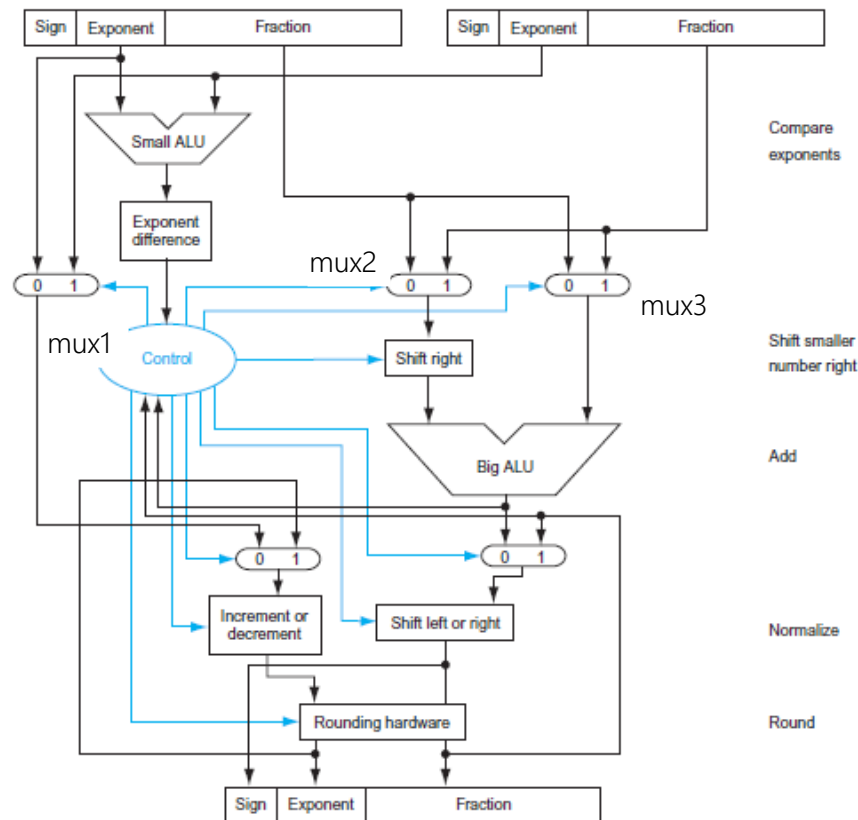 Sign Exponent Fraction
Sign Exponent Fraction
Small ALU
Compare
exponents
Exponent
difference
mux2
0 1
0 1
0 1
mux3
mux1
Control
Shift right
Shift smaller
number right
Big ALU
Add
0 1
0 1
Increment or
decrement
Shift left or right
Normalize
Rounding hardware
Round
Sign Exponent Fraction